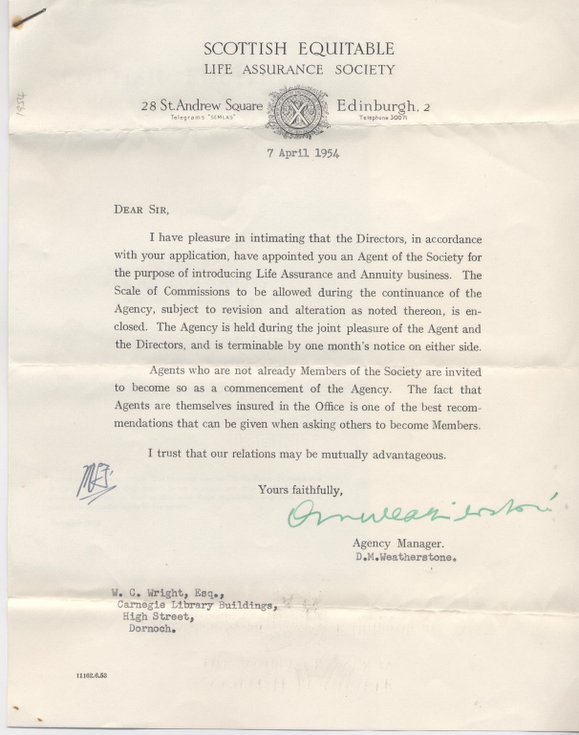 SCOTTISH EQUITABLE
LIFE ASSURANCE SOCIETY
28 St. Andrew Square Edinburgh, 2
Telegrams "SEMLAS" Telephone 30071
1954
7 April 1954
DEAR SIR,
I have pleasure in intimating that the Directors, in accordance
with your application, have appointed you an Agent of the Society
for the purpose of introducing Life Assurance and Annuity business. The
Scale of Commissions to be allowed during the continuance of the
Agency, subject to revision and alteration as noted thereon, is en-
closed. The Agency is held during the joint pleasure of the Agent and
the Directors, and is terminable by one month's notice on either side.
Agents who are not already Members of the Society are invited
to become so as a commencement of the Agency. The fact that
Agents are themselves insured in the Office is one of the best recom-
mendations that can be given when asking others to become Members.
I trust that our relations may be mutually advantageous.
Yours faithfully,
Agency Manager.
D.M.Weatherstone.
W. C. Wright, Esq.,
Carnegie Library Buildings,
High Street,
Dornoch.
11162.6.53